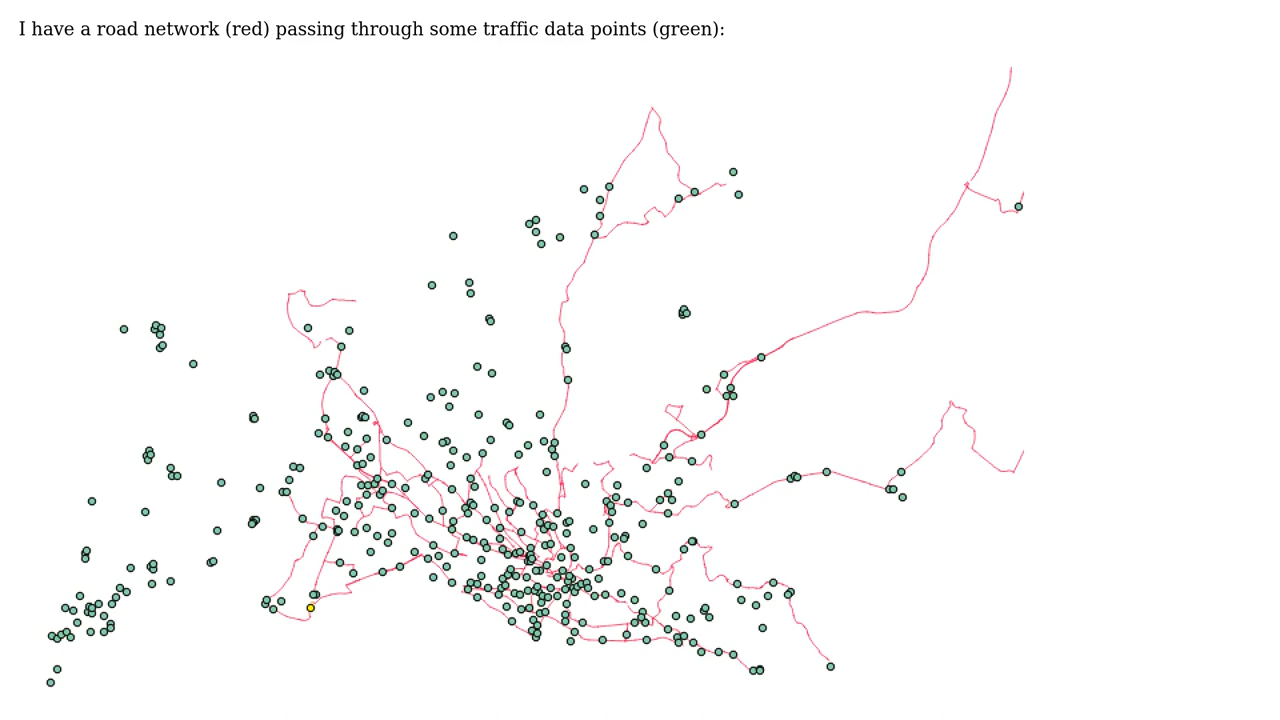 I have a road network (red) passing through some traffic data points (green):